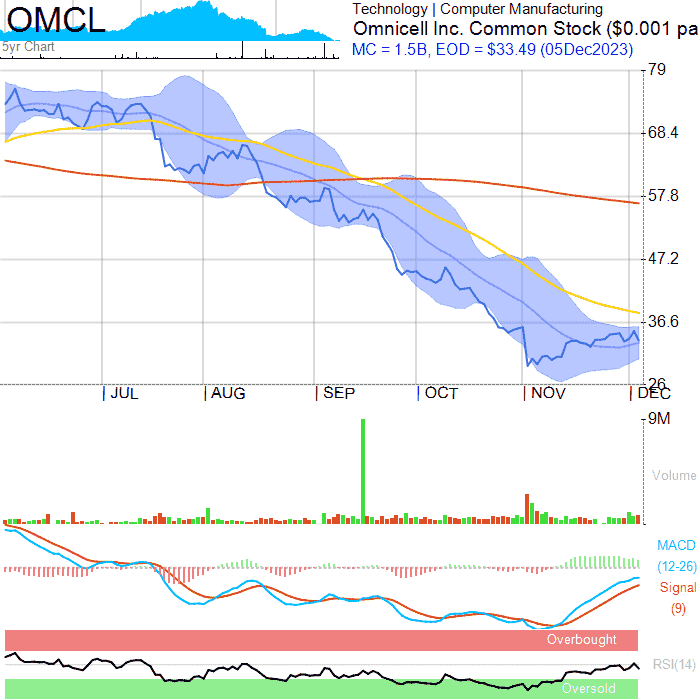 OMCL
5yr Chart
Technology | Computer Manufacturing
Omnicell Inc. Common Stock ($0.001 pa
MC = 1.5B, EOD = $33.49 (05Dec2023)
79
68.4
57.8
47.2
36.6
26
JUL AUG SEP OCT NOV DEC
9M
Volume
MACD
(12-26)
Signal
(9)
Overbought
RSI(14)
Oversold